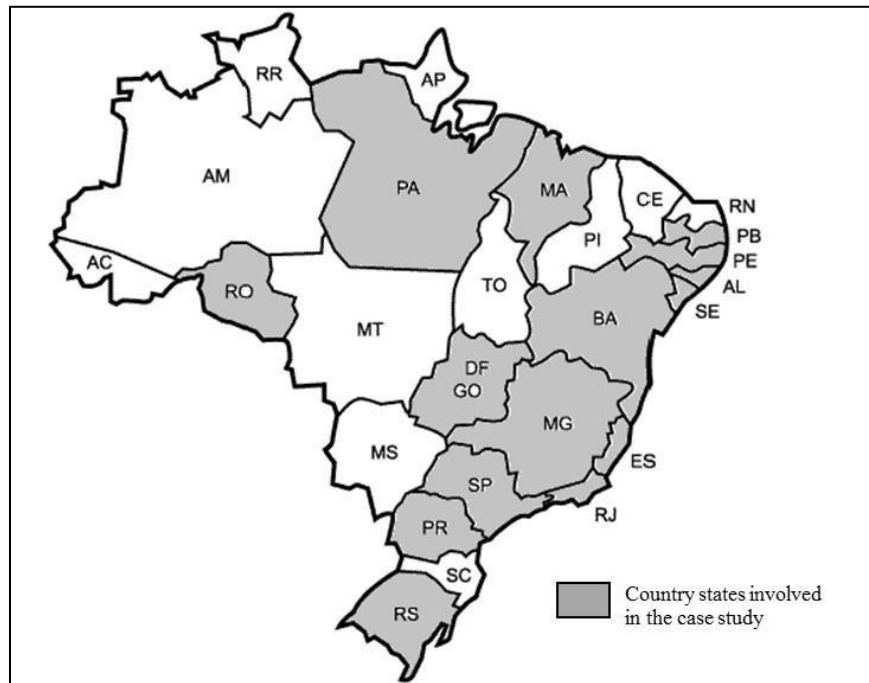 RR
AP
AM
PA
MA
CE
RN
PI
PB
PE
AC
TO
AL
RO
SE
BA
MT
DF
GO
MG
MS
ES
SP
RJ
PR
SC
Country states involved
in the case study
RS